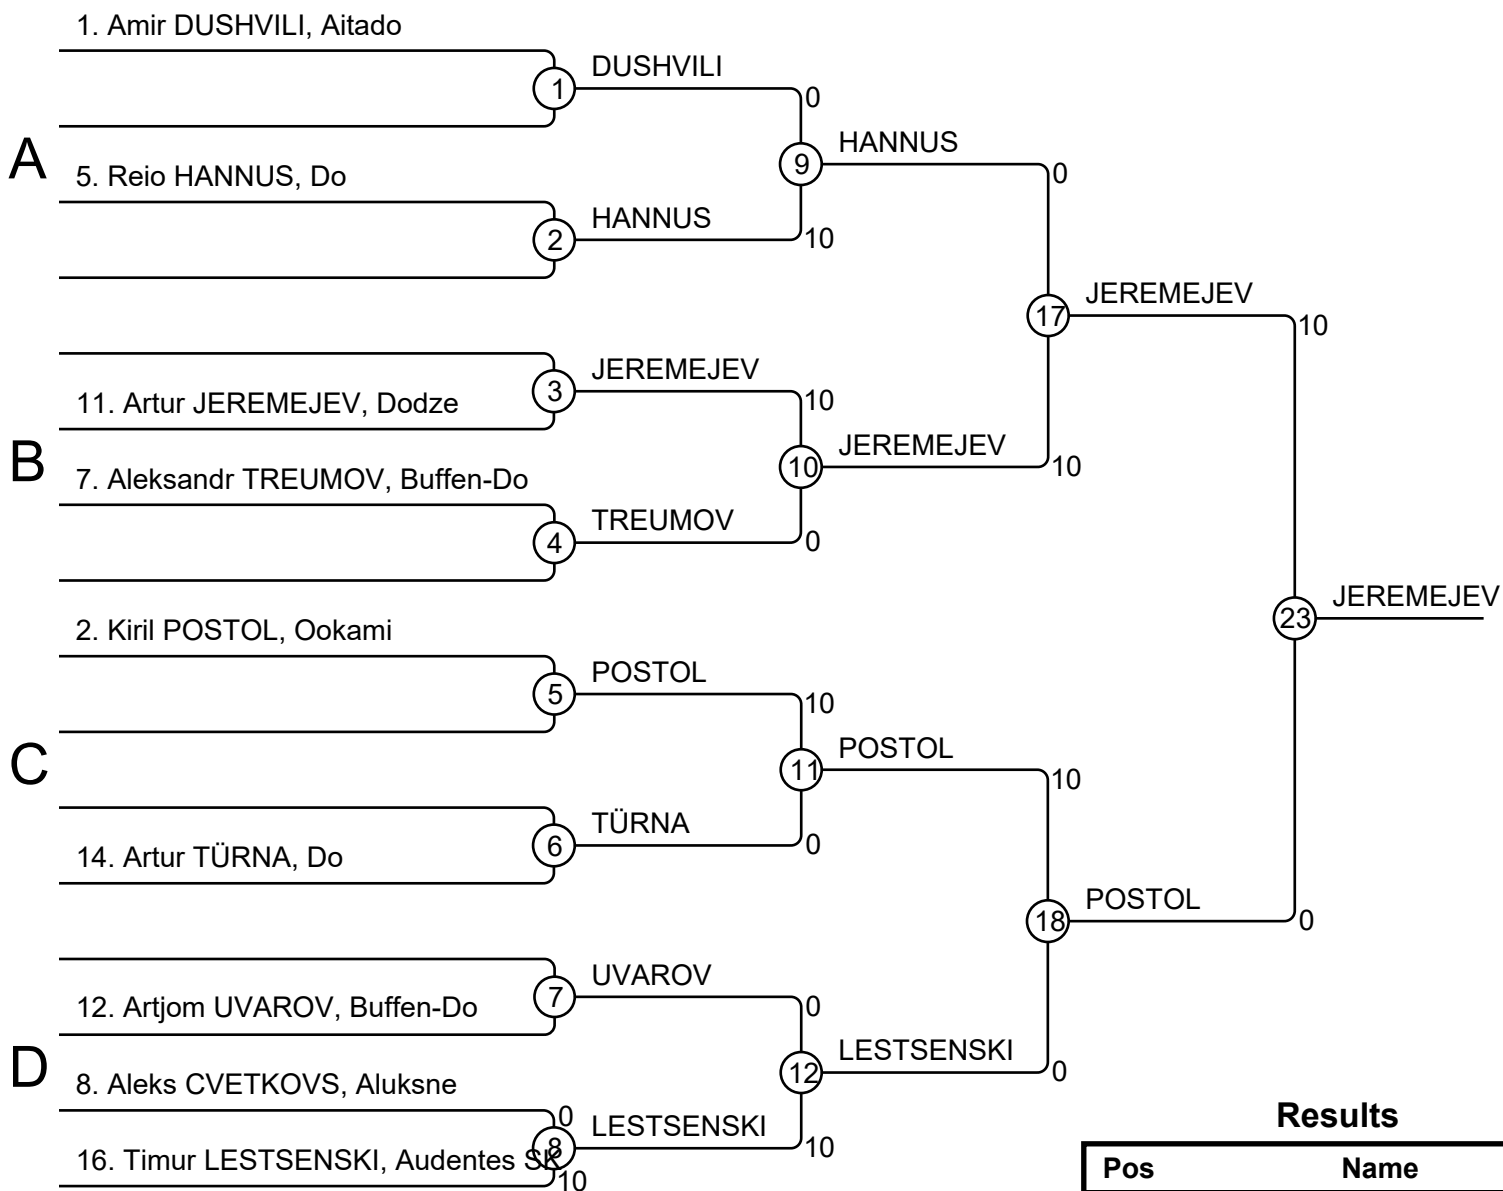 1. Amir DUSHVILI, Aitado
1
DUSHVILI
0
A
9
HANNUS
0
5. Reio HANNUS, Do
2
HANNUS
10
17
JEREMEJEV
10
3
JEREMEJEV
10
11. Artur JEREMEJEV, Dodze
B
10
JEREMEJEV
10
7. Aleksandr TREUMOV, Buffen-Do
4
TREUMOV
0
23
JEREMEJEV
2. Kiril POSTOL, Ookami
5
POSTOL
10
C
11
POSTOL
10
6
TÜRNA
0
14. Artur TÜRNA, Do
18
POSTOL
0
7
UVAROV
0
12. Artjom UVAROV, Buffen-Do
D
12
LESTSENSKI
0
8. Aleks CVETKOVS, Aluksne
0
8
LESTSENSKI
10
16. Timur LESTSENSKI, Audentes SK
10
Results
Pos Name